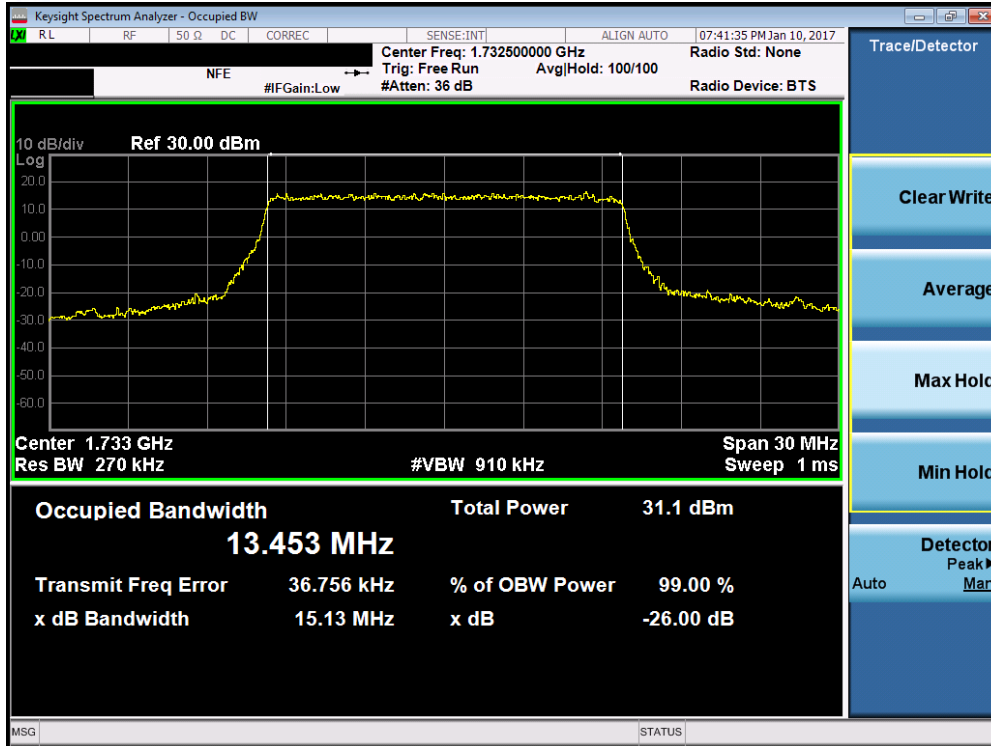 Keysight Spectrum Analyzer - Occupied BW
LXI RL RF 50 Ω DC CORREC SENSE:INT ALIGN AUTO 07:41:35 PM Jan 10, 2017
Center Freq: 1.732500000 GHz Radio Std: None
NFE Trig: Free Run Avg|Hold: 100/100
#IFGain:Low #Atten: 36 dB Radio Device: BTS
10 dB/div Ref 30.00 dBm
Log
20.0
10.0
0.00
-10.0
-20.0
-30.0
-40.0
-50.0
-60.0
Center 1.733 GHz Span 30 MHz
Res BW 270 kHz #VBW 910 kHz Sweep 1 ms
Occupied Bandwidth Total Power 31.1 dBm
13.453 MHz
Transmit Freq Error 36.756 kHz % of OBW Power 99.00 %
x dB Bandwidth 15.13 MHz x dB -26.00 dB
Trace/Detector
Clear Write
Average
Max Hold
Min Hold
Detector
Peak
Auto Man
MSG STATUS